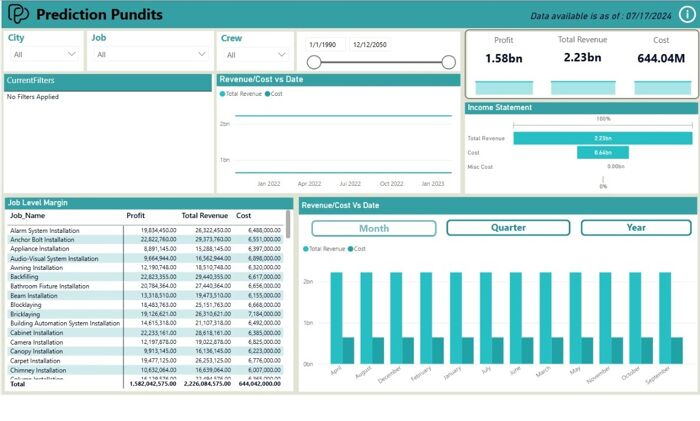 Prediction Pundits
Data available is as of : 07/17/2024
City
All
Job
All
Crew
All
1/1/1990
12/12/2050
Profit
1.58bn
Total Revenue
2.23bn
Cost
644.04M
CurrentFilters
No Filters Applied
Revenue/Cost vs Date
Total Revenue Cost
2bn
1bn
Jan 2022 Apr 2022 Jul 2022 Oct 2022 Jan 2023
Income Statement
100%
Total Revenue 2.23bn
Cost 0.64bn
Misc Cost 0.00bn
0%
Job Level Margin
Job_Name Profit Total Revenue Cost
Alarm System Installation 19,834,450.00 26,322,450.00 6,488,000.00
Anchor Bolt Installation 22,822,760.00 29,373,760.00 6,551,000.00
Appliance Installation 8,891,145.00 15,288,145.00 6,397,000.00
Audio-Visual System Installation 9,664,944.00 16,562,944.00 6,898,000.00
Awning Installation 12,190,748.00 18,510,748.00 6,320,000.00
Backfilling 22,823,355.00 29,440,355.00 6,617,000.00
Bathroom Fixture Installation 20,784,364.00 27,440,364.00 6,656,000.00
Beam Installation 13,318,510.00 19,473,510.00 6,155,000.00
Blocklaying 18,483,763.00 25,151,763.00 6,668,000.00
Bricklaying 19,126,621.00 26,310,621.00 7,184,000.00
Building Automation System Installation 14,615,318.00 21,107,318.00 6,492,000.00
Cabinet Installation 22,233,161.00 28,618,161.00 6,385,000.00
Camera Installation 12,197,878.00 19,022,878.00 6,825,000.00
Canopy Installation 9,913,145.00 16,136,145.00 6,223,000.00
Carpet Installation 19,477,125.00 26,253,125.00 6,776,000.00
Chimney Installation 10,632,064.00 16,639,064.00 6,007,000.00
Total 1,582,042,575.00 2,226,084,575.00 644,042,000.00
Revenue/Cost Vs Date
Month
Quarter
Year
Total Revenue Cost
2bn
1bn
0bn
April August December February January July June March May November October September